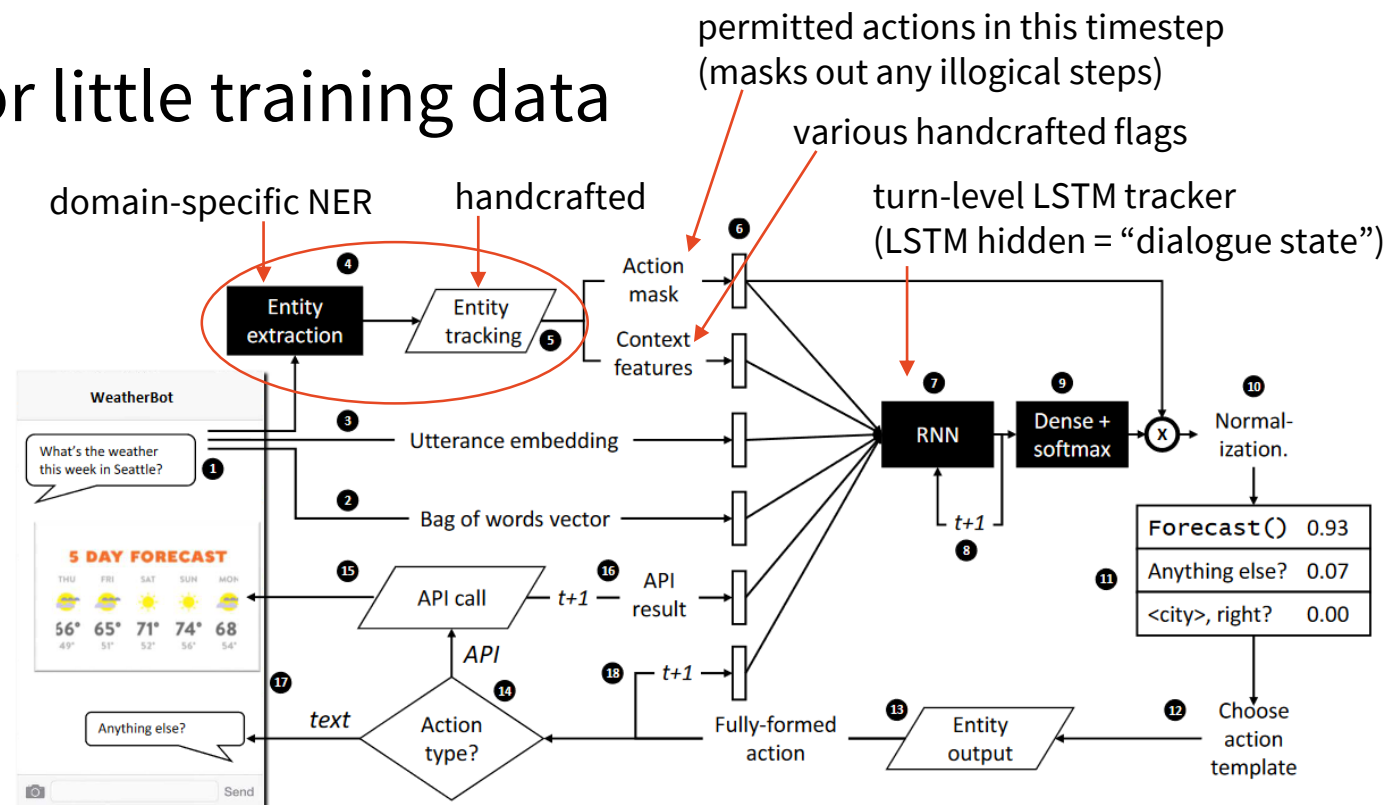 or little training data
permitted actions in this timestep
(masks out any illogical steps)
various handcrafted flags
domain-specific NER
handcrafted
turn-level LSTM tracker
(LSTM hidden = “dialogue state”)
4
Entity
extraction
Entity
tracking
5
Action
mask
6
Context
features
WeatherBot
What's the weather
this week in Seattle?
1
3
Utterance embedding
2
Bag of words vector
7
RNN
t+1
8
9
Dense +
softmax
X
10
Normal-
ization.
Forecast() 0.93
Anything else? 0.07
<city>, right? 0.00
11
5 DAY FORECAST
THU FRI SAT SUN MON
66° 65° 71° 74° 68
49° 51° 52° 56° 54°
15
API call
t+1
16
API
result
API
18
t+1
17
14
text
Action
type?
Anything else?
Fully-formed
action
13
Entity
output
12
Choose
action
template
Send